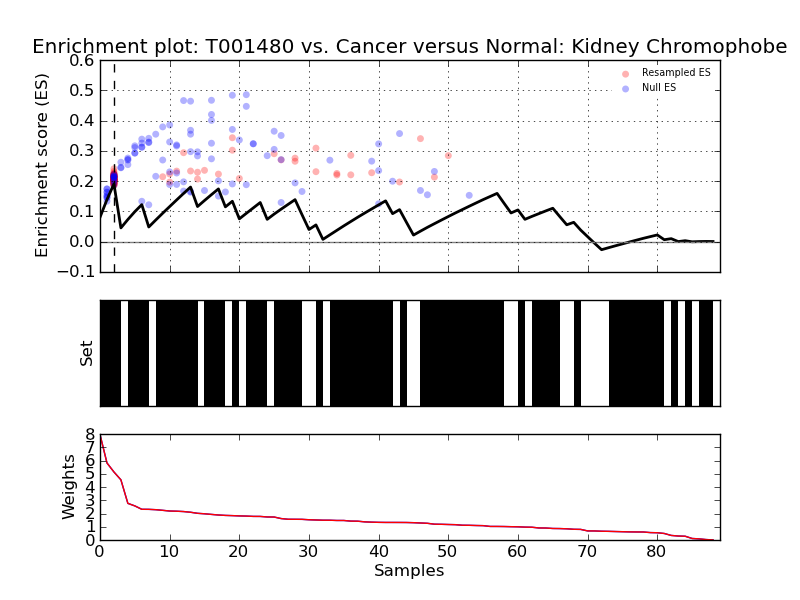 Enrichment plot: T001480 vs. Cancer versus Normal: Kidney Chromophobe
Enrichment score (ES)
0.6
0.5
0.4
0.3
0.2
0.1
0.0
−0.1
Resampled ES
Null ES
Set
Weights
8
7
6
5
4
3
2
1
0
0 10 20 30 40 50 60 70 80
Samples